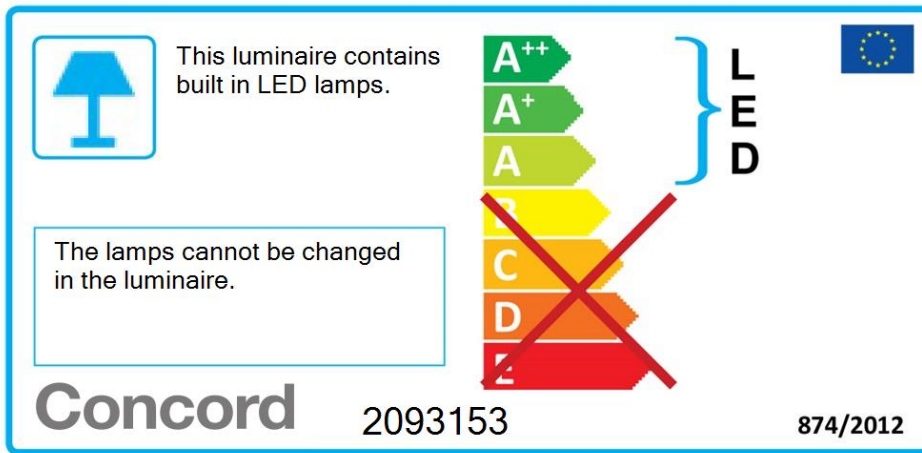 This luminaire contains
built in LED lamps.
A++
A+
A
B
C
D
E
L
E
D
The lamps cannot be changed
in the luminaire.
Concord
2093153
874/2012